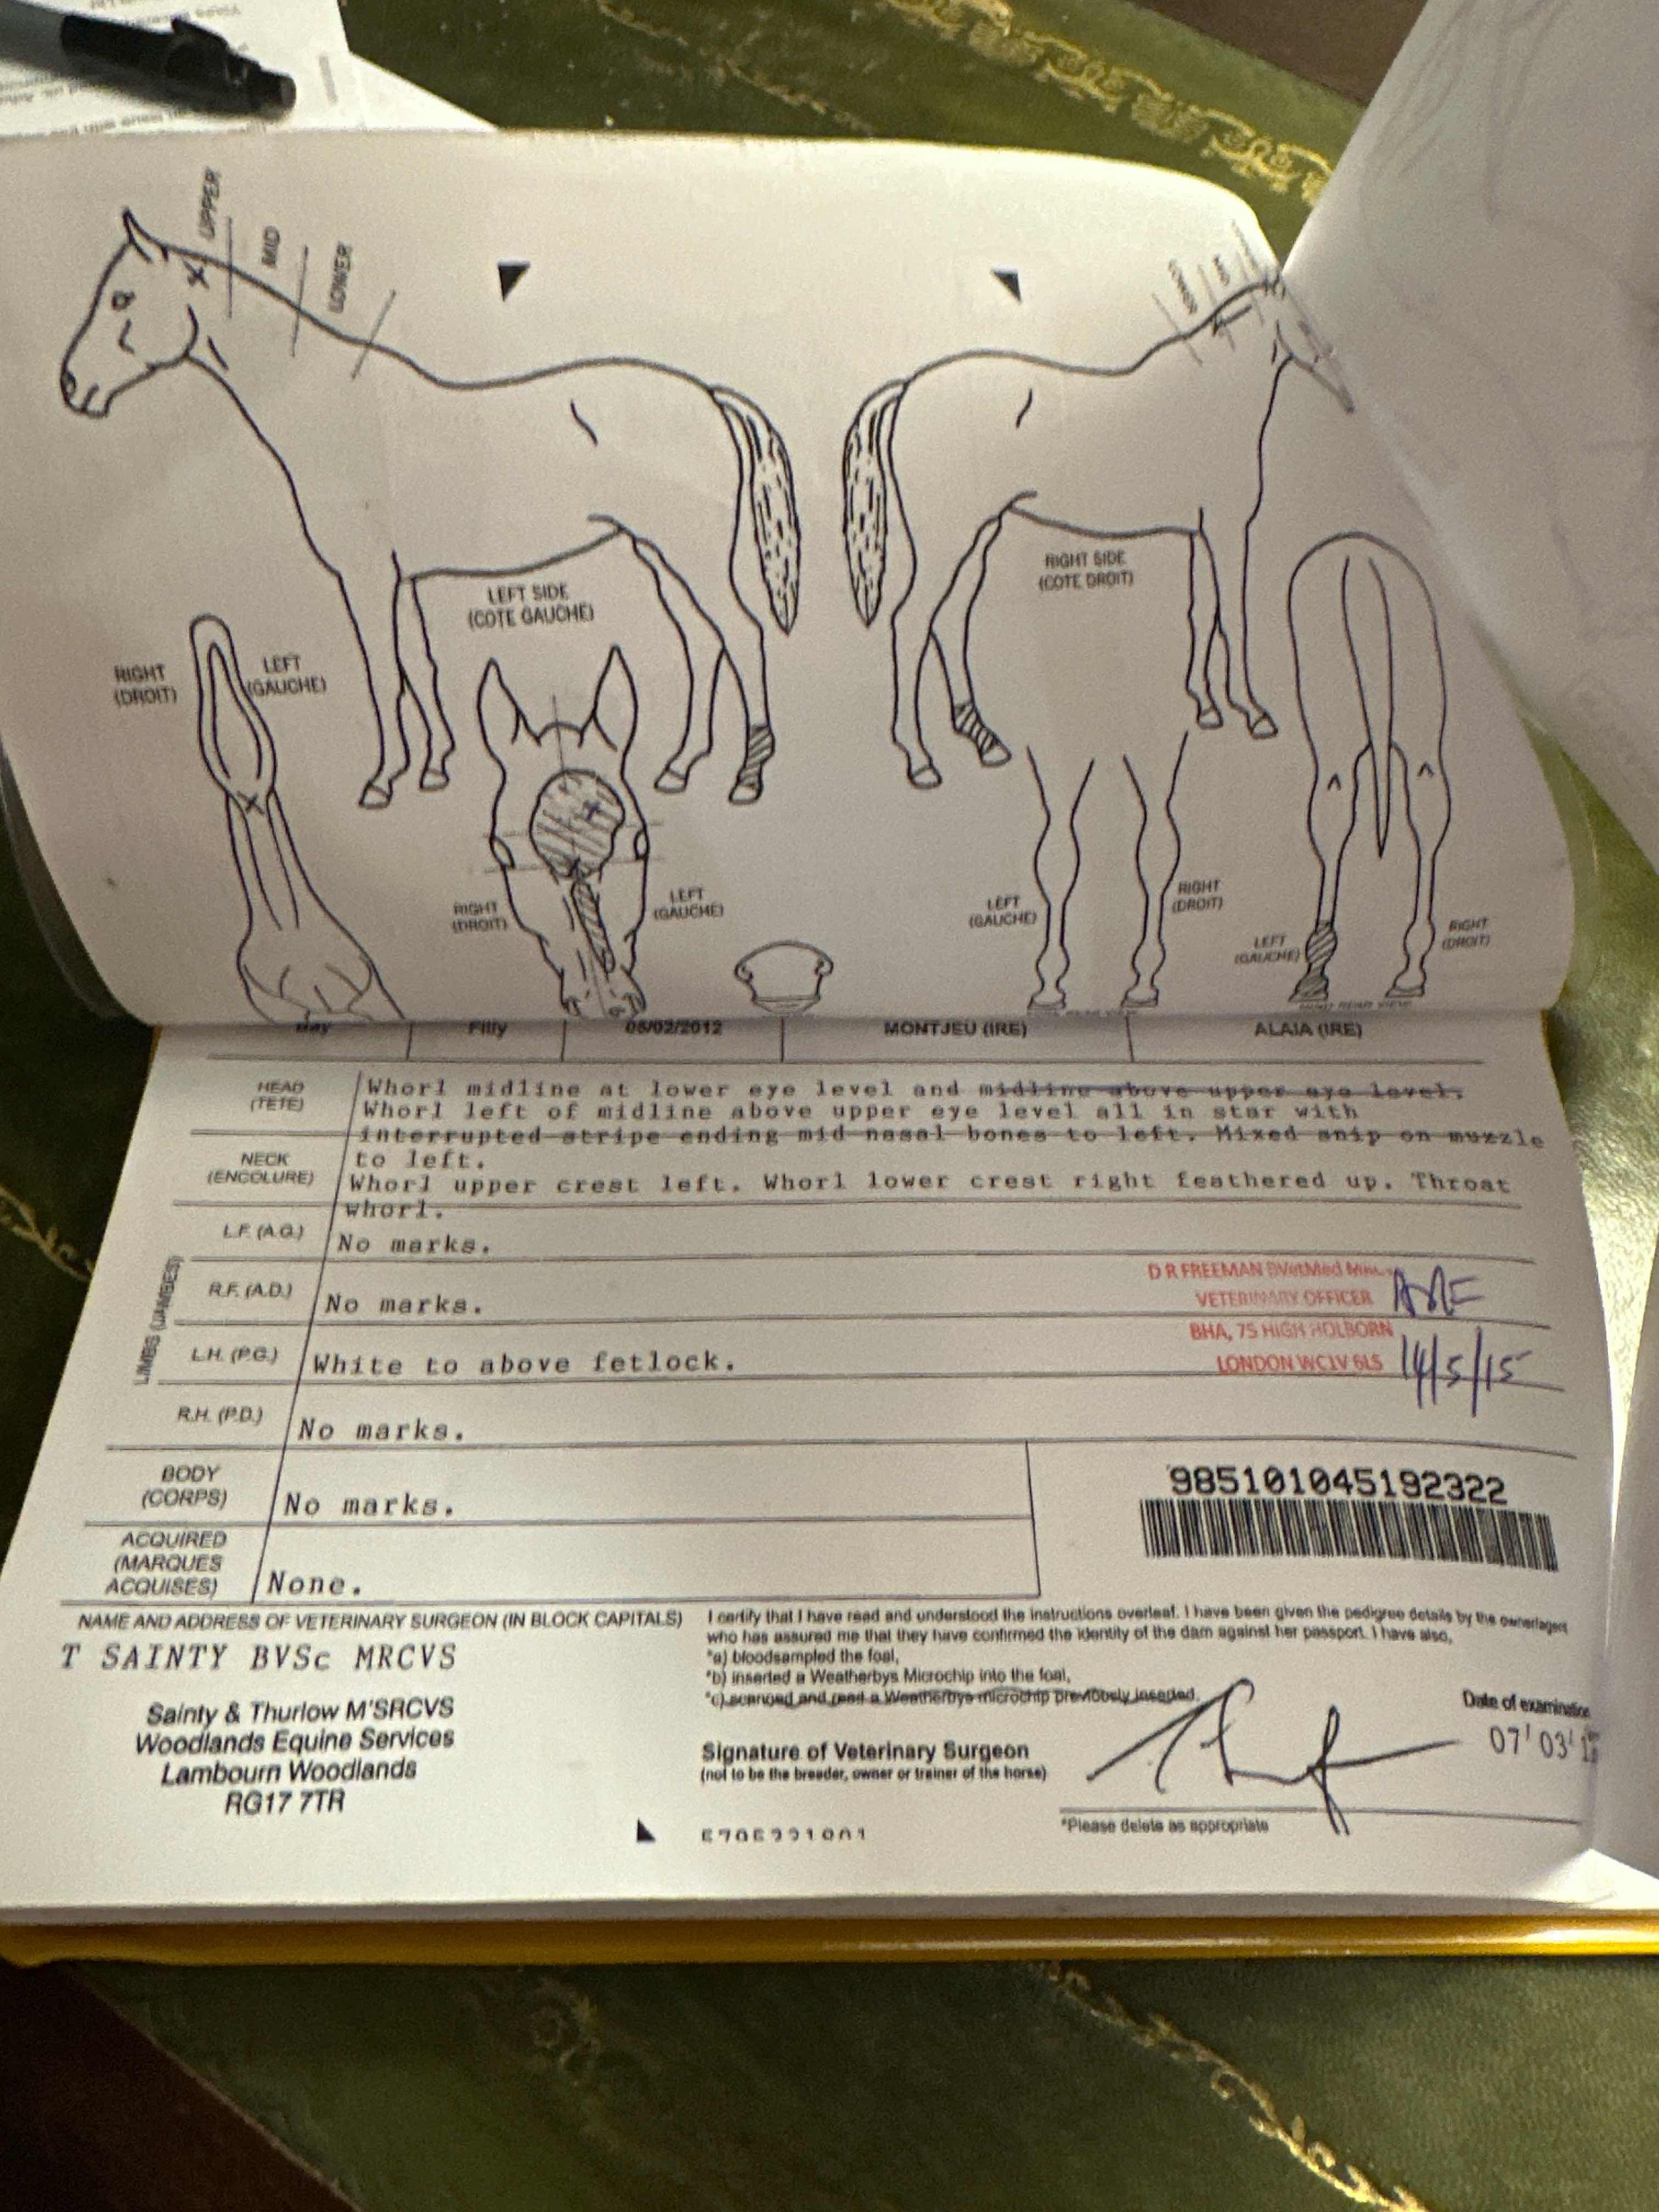 UPPER
MID
LOWER
LEFT SIDE
(COTE GAUCHE)
RIGHT SIDE
(COTE DROIT)
RIGHT
(DROIT)
LEFT
(GAUCHE)
RIGHT
(DROIT)
LEFT
(GAUCHE)
LEFT
(GAUCHE)
RIGHT
(DROIT)
LEFT
(GAUCHE)
RIGHT
(DROIT)
Filly 05/02/2012 MONTJEU (IRE) ALAIA (IRE)
HEAD
(TETE)
Whorl midline at lower eye level and midline above upper eye level.
Whorl left of midline above upper eye level all in star with
interrupted stripe ending mid nasal bones to left. Mixed snip on muzzle
to left.
NECK
(ENCOLURE)
Whorl upper crest left. Whorl lower crest right feathered up. Throat
whorl.
LIMBS (MEMBRES)
L.F. (A.G.) No marks.
R.F. (A.D.) No marks.
L.H. (P.G.) White to above fetlock.
R.H. (P.D.) No marks.
D R FREEMAN BVetMed
VETERINARY OFFICER
BHA, 75 HIGH HOLBORN
LONDON WC1V 6LS
14/5/15
BODY
(CORPS)
No marks.
985101045192322
ACQUIRED
(MARQUES
ACQUISES)
None.
NAME AND ADDRESS OF VETERINARY SURGEON (IN BLOCK CAPITALS)
T SAINTY BVSc MRCVS
Sainty & Thurlow M'SRCVS
Woodlands Equine Services
Lambourn Woodlands
RG17 7TR
I certify that I have read and understood the instructions overleaf. I have been given the pedigree details by the owner/agent
who has assured me that they have confirmed the identity of the dam against her passport. I have also,
*a) bloodsampled the foal,
*b) inserted a Weatherbys Microchip into the foal,
*c) scanned and read a Weatherbys microchip previously inserted.
Date of examination
07 03
Signature of Veterinary Surgeon
(not to be the breeder, owner or trainer of the horse)
*Please delete as appropriate